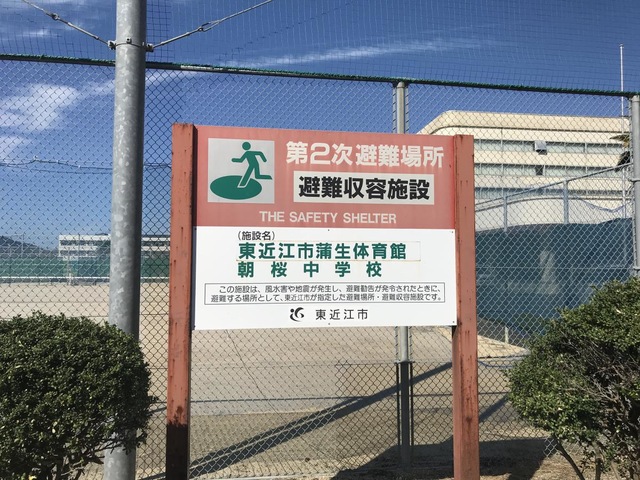 第2次避難場所
避難収容施設
THE SAFETY SHELTER
(施設名)
東近江市蒲生体育館
朝桜中学校
この施設は、風水害や地震が発生し、避難勧告が発令されたときに、
避難する場所として、東近江市が指定した避難場所・避難収容施設です。
東近江市